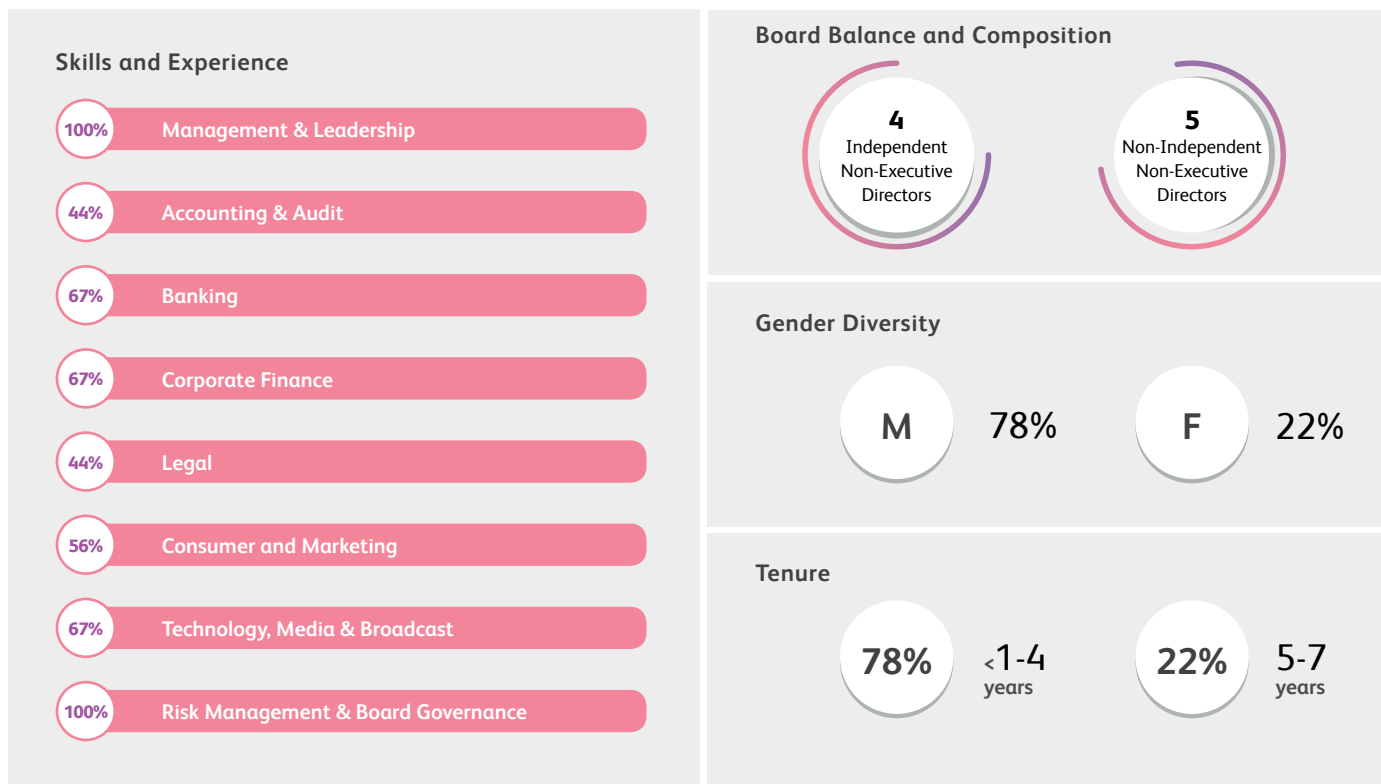 Skills and Experience
100% Management & Leadership
44% Accounting & Audit
67% Banking
67% Corporate Finance
44% Legal
56% Consumer and Marketing
67% Technology, Media & Broadcast
100% Risk Management & Board Governance
Board Balance and Composition
4
Independent
Non-Executive
Directors
5
Non-Independent
Non-Executive
Directors
Gender Diversity
M 78%
F 22%
Tenure
78% <1-4
years
22% 5-7
years